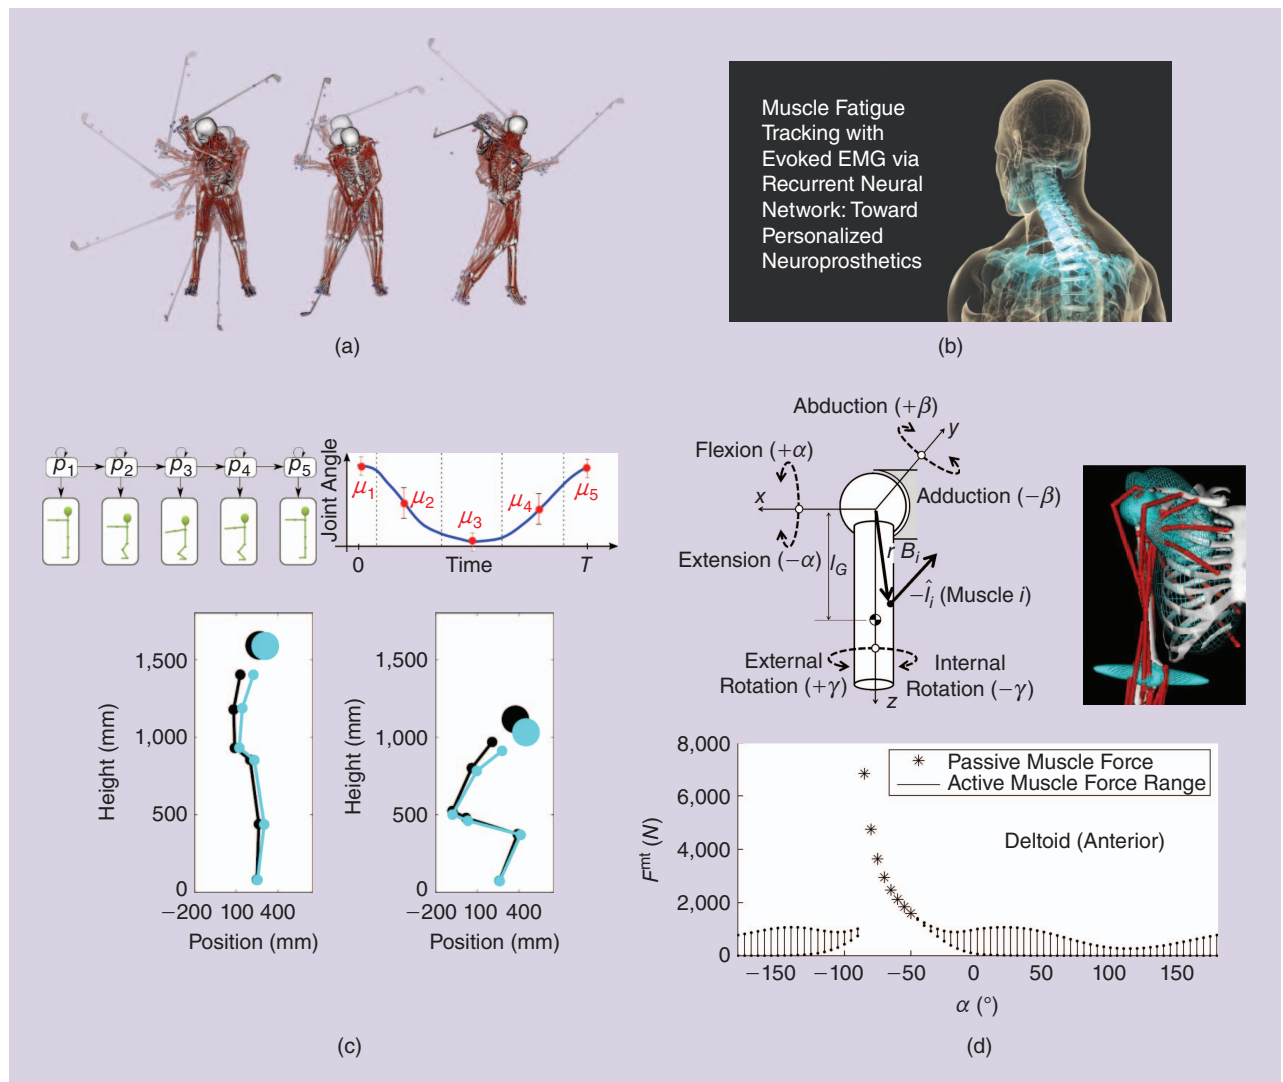 Muscle Fatigue
Tracking with
Evoked EMG via
Recurrent Neural
Network: Toward
Personalized
Neuroprosthetics
(a)
(b)
p1 p2 p3 p4 p5
Joint Angle
μ1
μ2
μ3
μ4
μ5
0 Time T
Height (mm)
1,500
1,000
500
0
−200 100 400
Position (mm)
Height (mm)
1,500
1,000
500
0
−200 100 400
Position (mm)
(c)
Abduction (+β)
y
Flexion (+α)
x
Adduction (−β)
Extension (−α)
lG
r
Bi
−l̂i (Muscle i)
External
Rotation (+γ)
Internal
Rotation (−γ)
z
8,000
6,000
4,000
2,000
0
Fmt (N)
Passive Muscle Force
Active Muscle Force Range
Deltoid (Anterior)
−150 −100 −50 0 50 100 150
α (°)
(d)